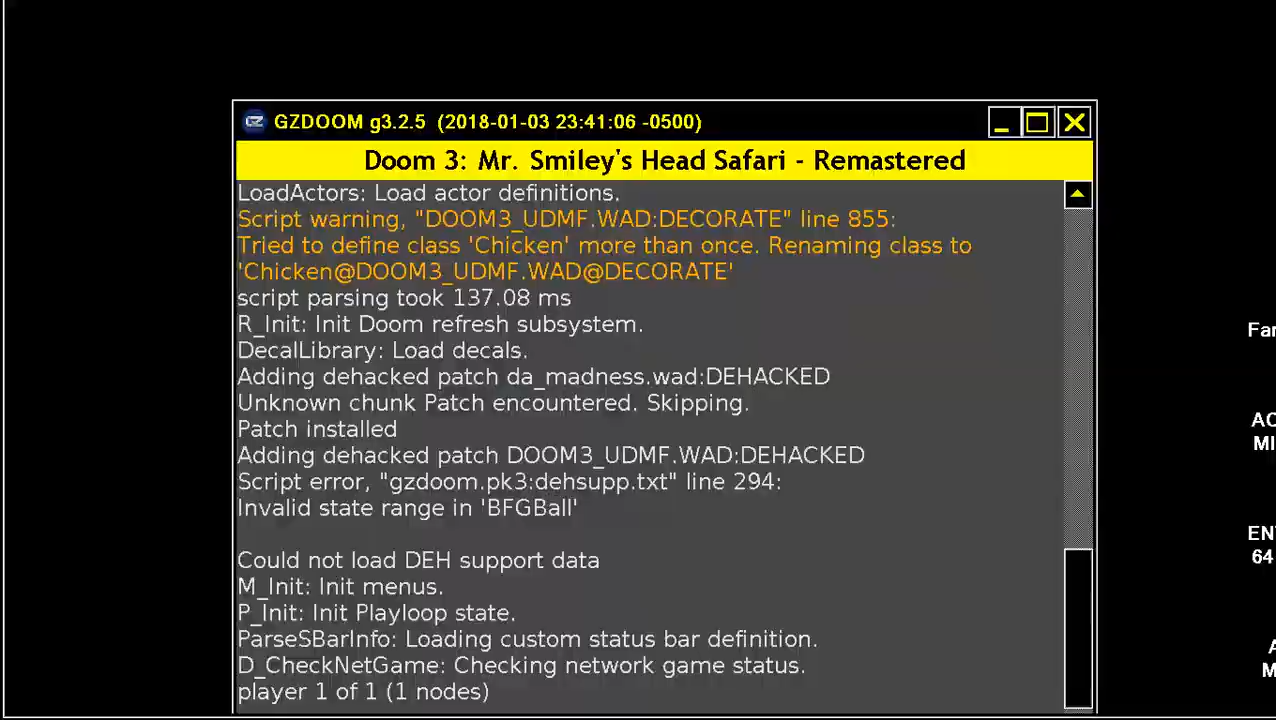 GZDOOM g3.2.5 (2018-01-03 23:41:06 -0500)
Doom 3: Mr. Smiley's Head Safari - Remastered
LoadActors: Load actor definitions.
Script warning, "DOOM3_UDMF.WAD:DECORATE" line 855:
Tried to define class 'Chicken' more than once. Renaming class to
'Chicken@DOOM3_UDMF.WAD@DECORATE'
script parsing took 137.08 ms
R_Init: Init Doom refresh subsystem.
DecalLibrary: Load decals.
Adding dehacked patch da_madness.wad:DEHACKED
Unknown chunk Patch encountered. Skipping.
Patch installed
Adding dehacked patch DOOM3_UDMF.WAD:DEHACKED
Script error, "gzdoom.pk3:dehsupp.txt" line 294:
Invalid state range in 'BFGBall'
Could not load DEH support data
M_Init: Init menus.
P_Init: Init Playloop state.
ParseSBarInfo: Loading custom status bar definition.
D_CheckNetGame: Checking network game status.
player 1 of 1 (1 nodes)
64